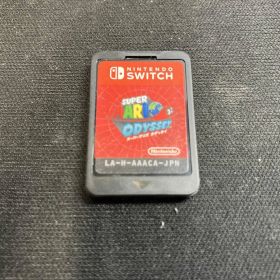 NINTENDO
SWITCH
SUPER
MARIO
ODYSSEY
Nintendo
LA-H-AAACA-JPN